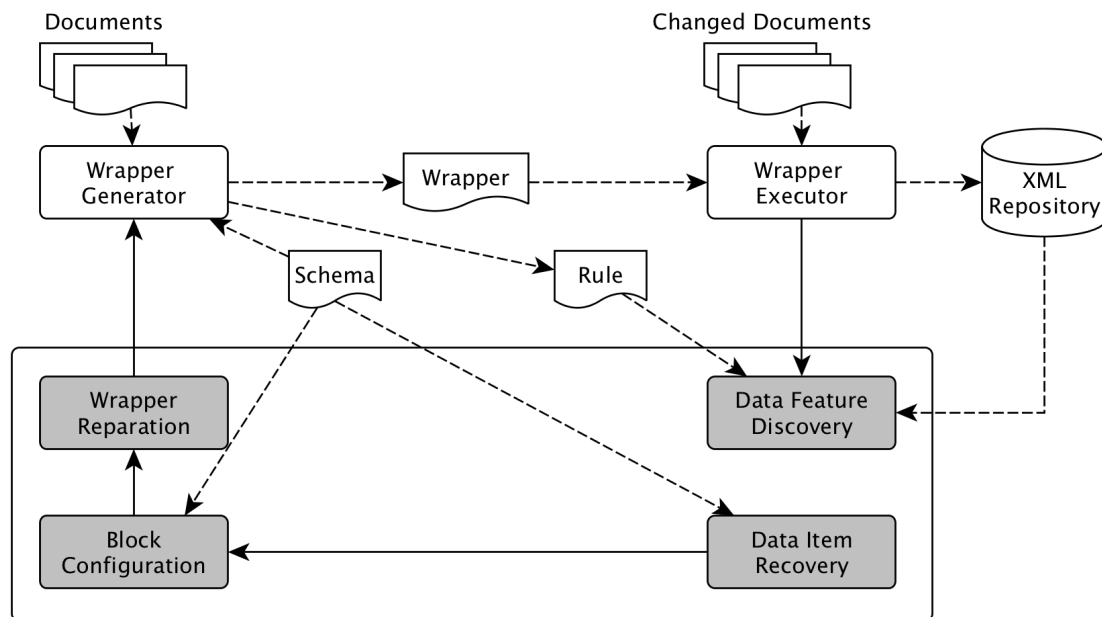 Documents
Changed Documents
Wrapper
Generator
Wrapper
Wrapper
Executor
XML
Repository
Schema
Rule
Wrapper
Reparation
Data Feature
Discovery
Block
Configuration
Data Item
Recovery